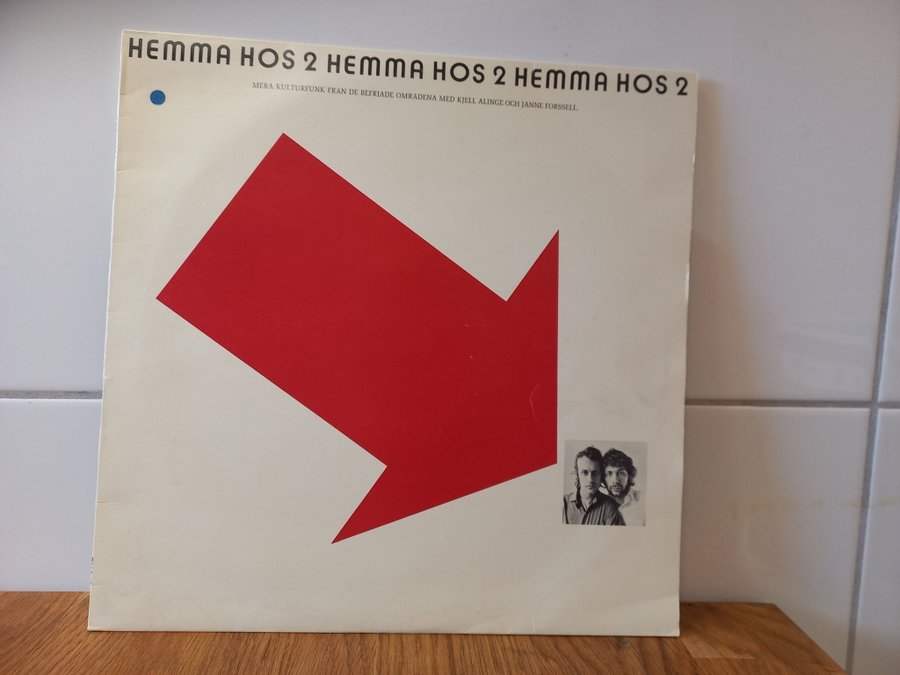 HEMMA HOS 2 HEMMA HOS 2 HEMMA HOS 2
MERA KULTURFUNK FRÅN DE BEFRIADE OMRÅDENA MED KJELL ALINGE OCH JANNE FORSSELL